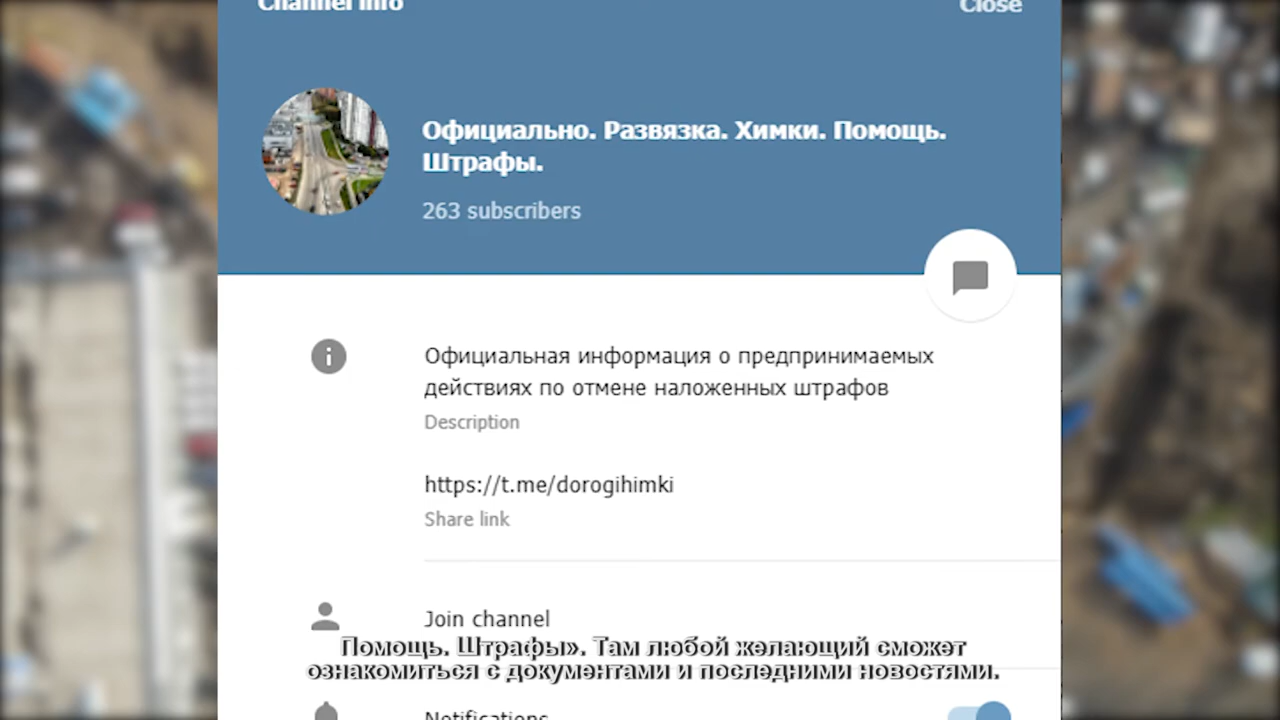 Channel info
Close
Официально. Развязка. Химки. Помощь.
Штрафы.
263 subscribers
Официальная информация о предпринимаемых
действиях по отмене наложенных штрафов
Description
https://t.me/dorogihimki
Share link
Join channel
Помощь. Штрафы». Там любой желающий сможет
ознакомиться с документами и последними новостями.
Notifications